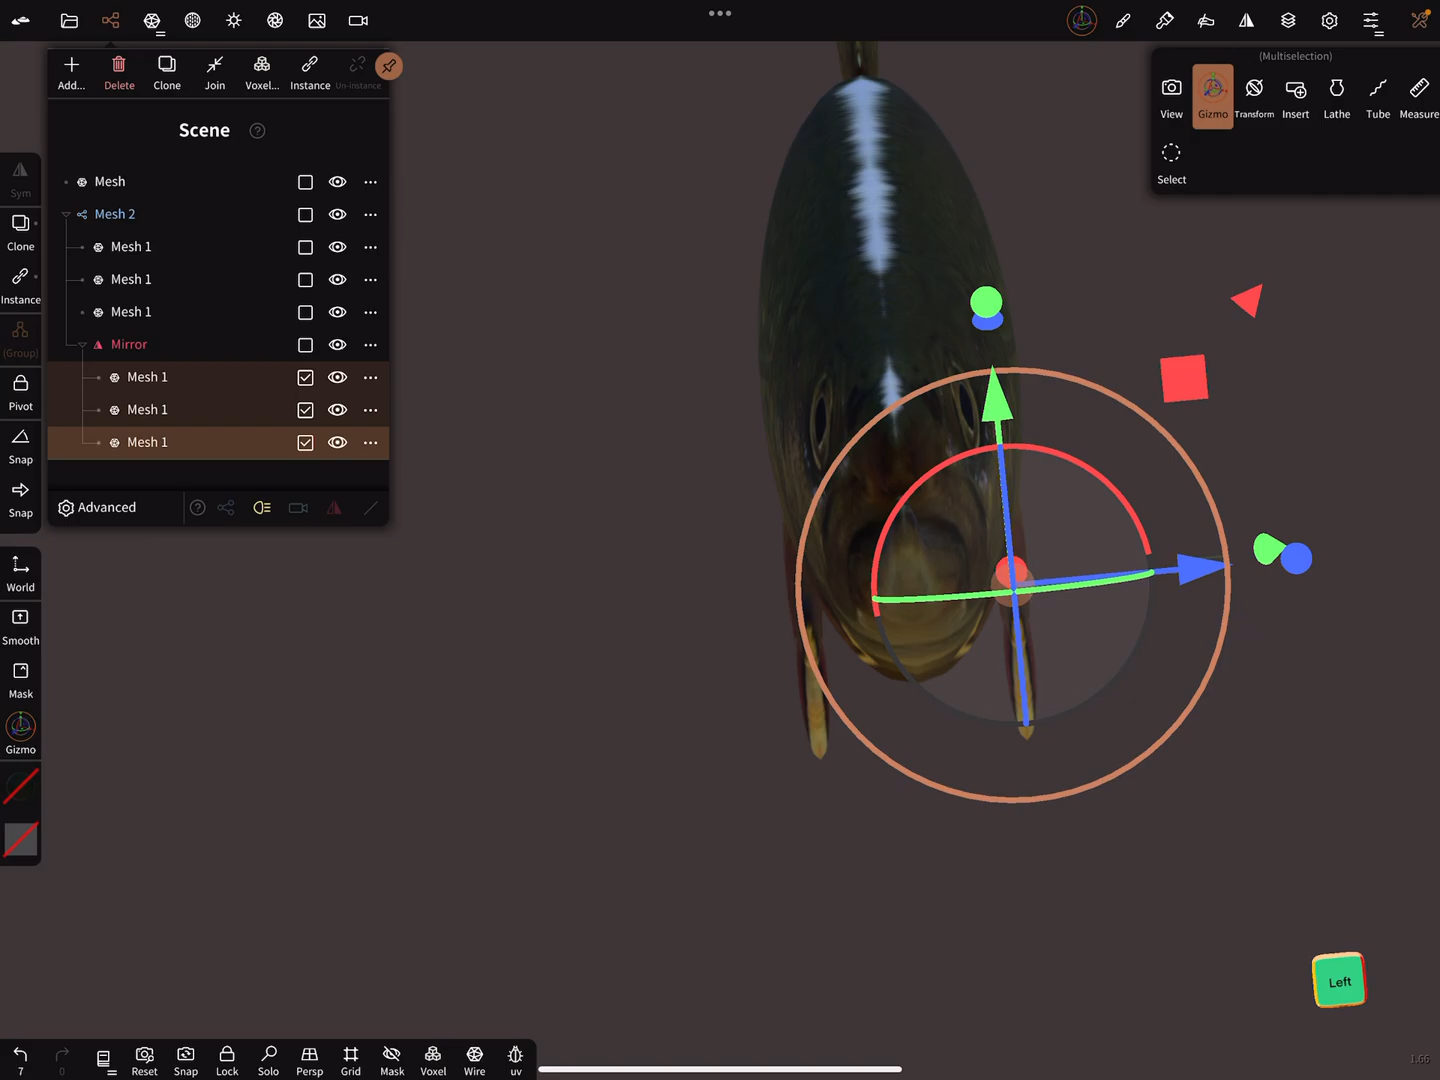 Add...
Delete
Clone
Join
Voxel...
Instance
Un-instance
Scene
?
Mesh
Mesh 2
Mesh 1
Mesh 1
Mesh 1
Mirror
Mesh 1
Mesh 1
Mesh 1
Advanced
?
Sym
Clone
Instance
(Group)
Pivot
Snap
Snap
World
Smooth
Mask
Gizmo
(Multiselection)
View
Gizmo
Transform
Insert
Lathe
Tube
Measure
Select
Left
7
0
Reset
Snap
Lock
Solo
Persp
Grid
Mask
Voxel
Wire
uv
1.66